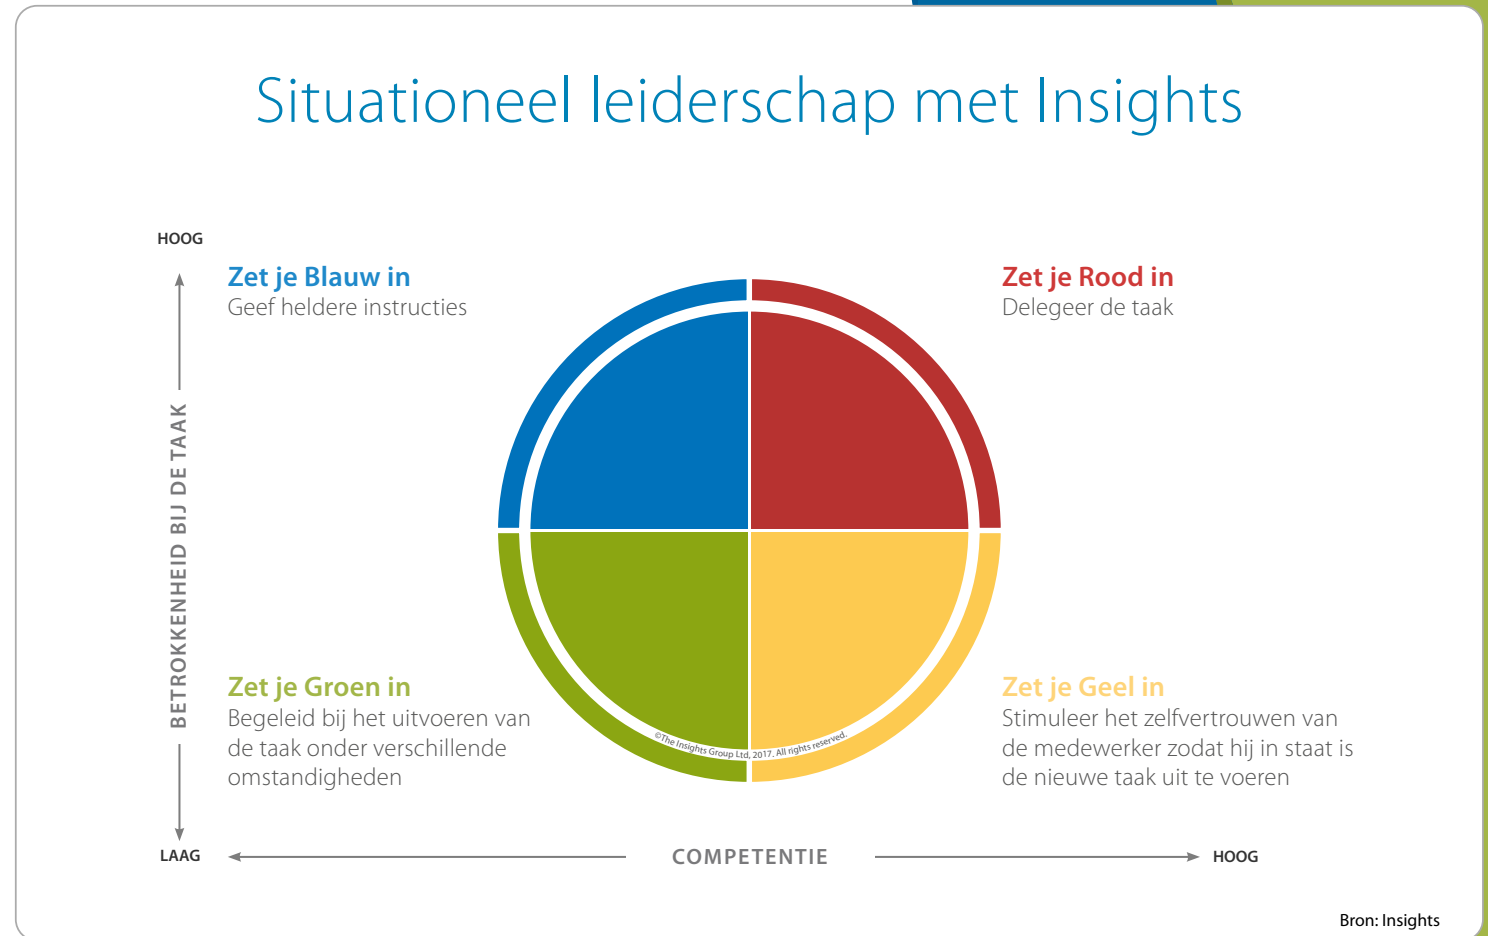 Situationeel leiderschap met Insights
HOOG
Zet je Blauw in
Geef heldere instructies
Zet je Rood in
Delegeer de taak
BETROKKENHEID BIJ DE TAAK
Zet je Groen in
Begeleid bij het uitvoeren van
de taak onder verschillende
omstandigheden
Zet je Geel in
Stimuleer het zelfvertrouwen van
de medewerker zodat hij in staat is
de nieuwe taak uit te voeren
©The Insights Group Ltd, 2017. All rights reserved.
LAAG
COMPETENTIE
HOOG
Bron: Insights